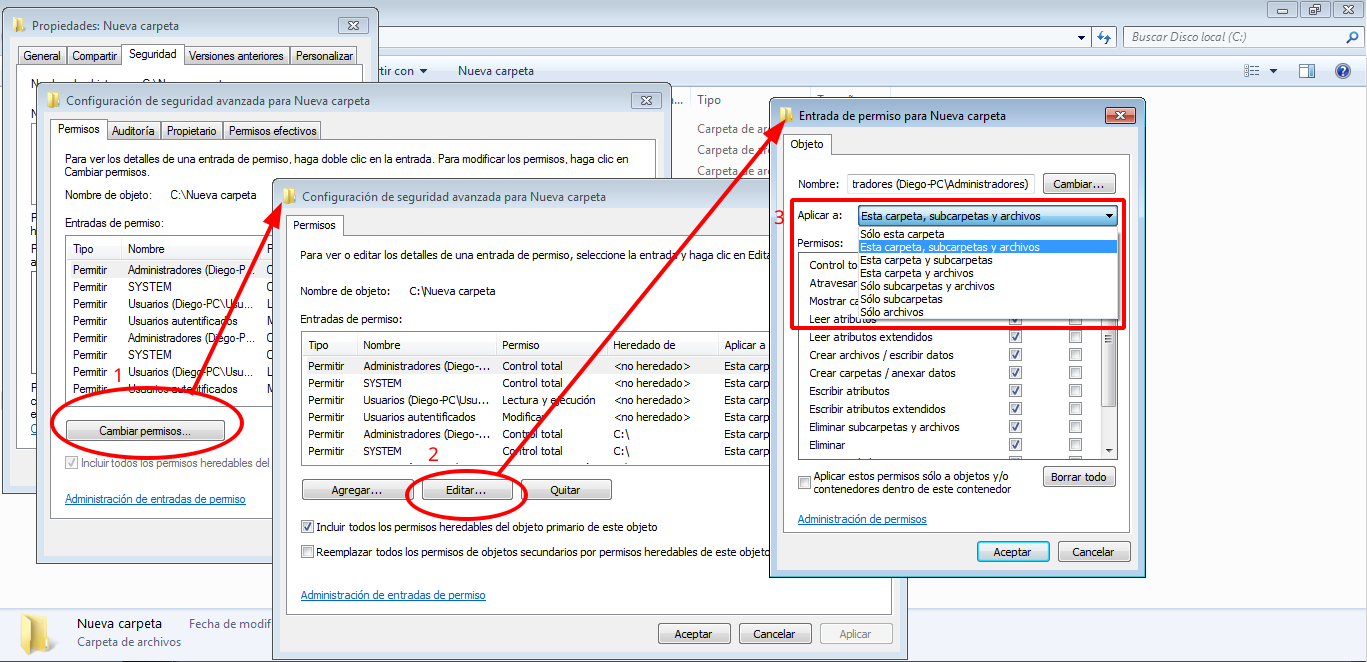 Propiedades: Nueva carpeta
General
Compartir
Seguridad
Versiones anteriores
Personalizar
Buscar Disco local (C:)
rtir con
Nueva carpeta
Tipo
Carpeta de ar
Carpeta de ar
Carpeta de ar
Configuración de seguridad avanzada para Nueva carpeta
Permisos
Auditoría
Propietario
Permisos efectivos
Para ver los detalles de una entrada de permiso, haga doble clic en la entrada. Para modificar los permisos, haga clic en
Cambiar permisos.
Nombre de objeto: C:\Nueva carpeta
Entradas de permiso:
Tipo Nombre
Permitir Administradores (Diego-P...
Permitir SYSTEM
Permitir Usuarios (Diego-PC\Usu...
Permitir Usuarios autentificados
Permitir Administradores (Diego-P...
Permitir SYSTEM
Permitir Usuarios (Diego-PC\Usu...
Permitir Usuarios autentificados
1
Cambiar permisos...
Incluir todos los permisos heredables del
Administración de entradas de permiso
Configuración de seguridad avanzada para Nueva carpeta
Permisos
Para ver o editar los detalles de una entrada de permiso, seleccione la entrada y haga clic en Edita
Nombre de objeto: C:\Nueva carpeta
Entradas de permiso:
Tipo Nombre Permiso Heredado de Aplicar a
Permitir Administradores (Diego-... Control total <no heredado> Esta carp
Permitir SYSTEM Control total <no heredado> Esta carp
Permitir Usuarios (Diego-PC\Usu... Lectura y ejecución <no heredado> Esta carp
Permitir Usuarios autentificados Modificar <no heredado> Esta carp
Permitir Administradores (Diego-... Control total C:\ Esta carp
Permitir SYSTEM Control total C:\ Esta carp
2
Agregar...
Editar...
Quitar
Incluir todos los permisos heredables del objeto primario de este objeto
Reemplazar todos los permisos de objetos secundarios por permisos heredables de este objeto
Administración de entradas de permiso
Aceptar
Cancelar
Aplicar
Entrada de permiso para Nueva carpeta
Objeto
Nombre: tradores (Diego-PC\Administradores) Cambiar...
3
Aplicar a: Esta carpeta, subcarpetas y archivos
Sólo esta carpeta
Esta carpeta, subcarpetas y archivos
Esta carpeta y subcarpetas
Esta carpeta y archivos
Sólo subcarpetas y archivos
Sólo subcarpetas
Sólo archivos
Permisos:
Control to
Atravesar
Mostrar ca
Leer atributos
Leer atributos extendidos
Crear archivos / escribir datos
Crear carpetas / anexar datos
Escribir atributos
Escribir atributos extendidos
Eliminar subcarpetas y archivos
Eliminar
Aplicar estos permisos sólo a objetos y/o
contenedores dentro de este contenedor
Borrar todo
Administración de permisos
Aceptar
Cancelar
Nueva carpeta Fecha de modif
Carpeta de archivos